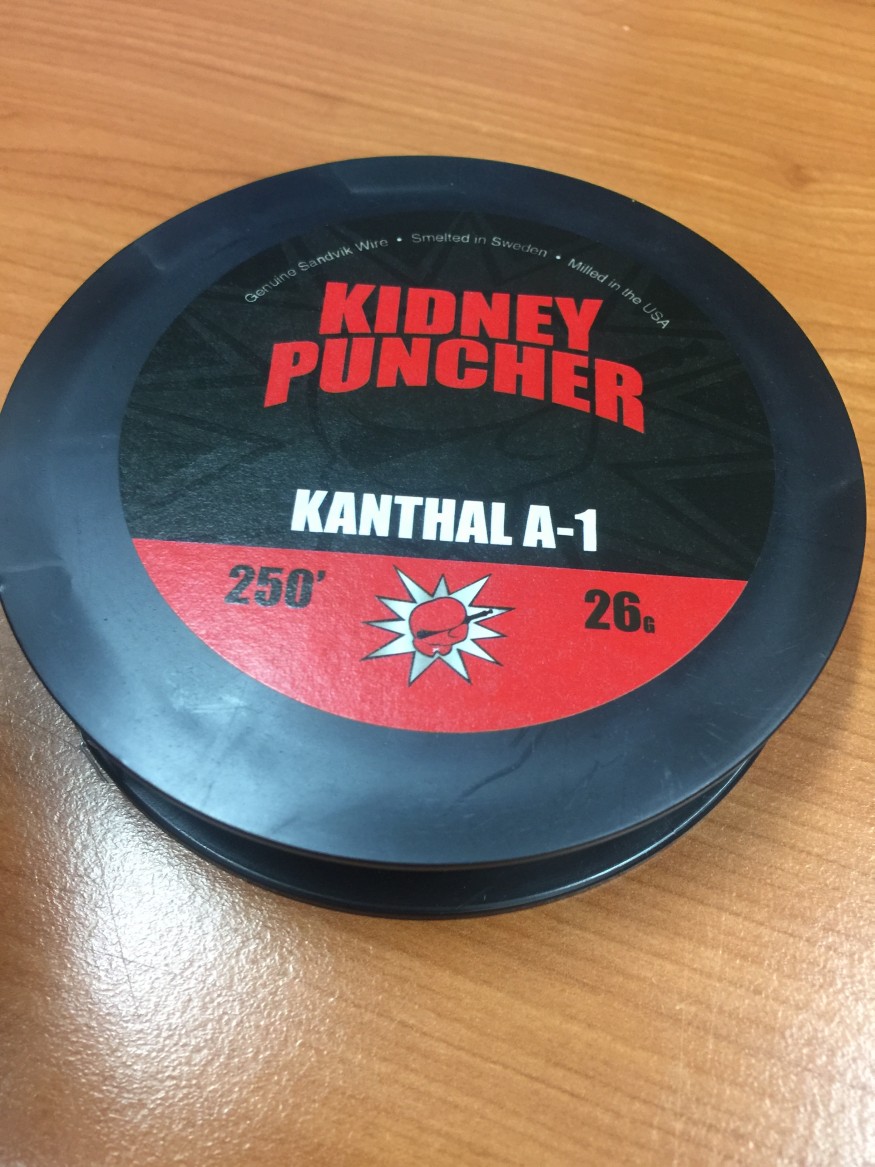 Genuine Sandvik Wire • Smelted in Sweden • Milled in the USA
KIDNEY
PUNCHER
KANTHAL A-1
250'
26G